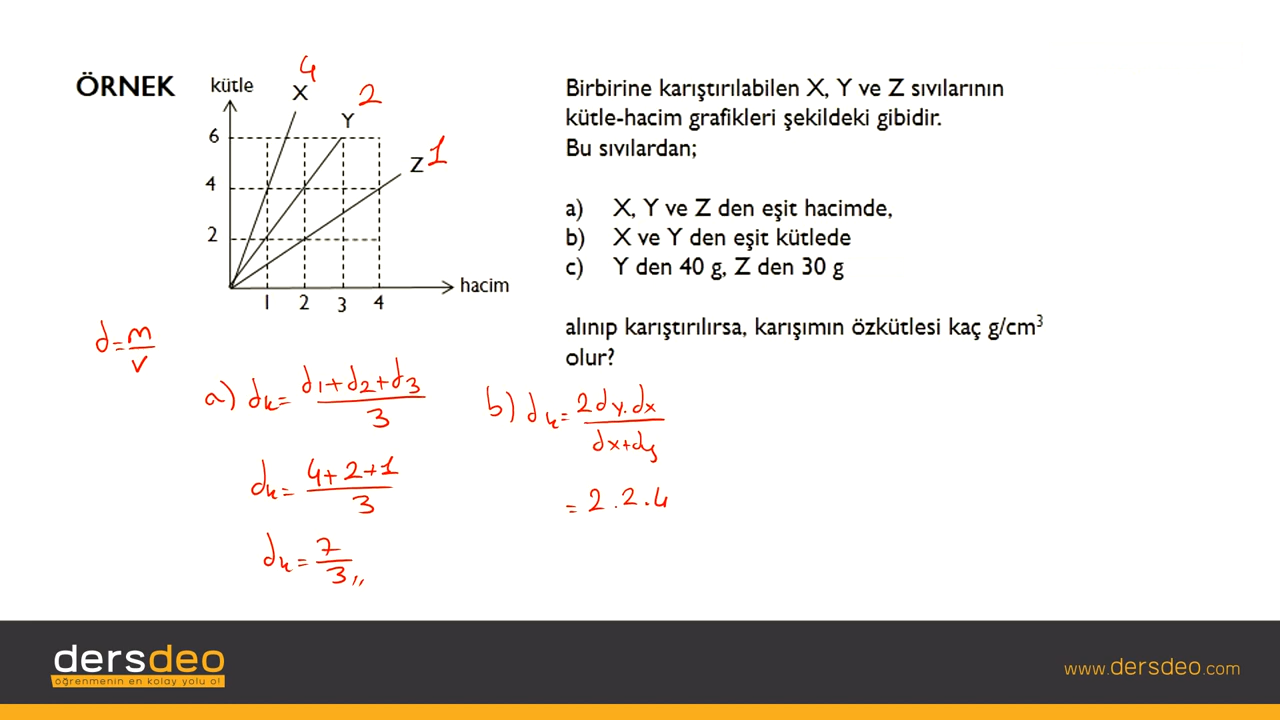 ÖRNEK
kütle
X 4
Y 2
Z 1
6
4
2
1 2 3 4
hacim
Birbirine karıştırılabilen X, Y ve Z sıvılarının
kütle-hacim grafikleri şekildeki gibidir.
Bu sıvılardan;
a) X, Y ve Z den eşit hacimde,
b) X ve Y den eşit kütlede
c) Y den 40 g, Z den 30 g
alınıp karıştırılırsa, karışımın özkütlesi kaç g/cm³
olur?
d = m/v
a) dk = d1+d2+d3/3
dk = 4+2+1/3
dk = 7/3,,
b) dk = 2dy.dx/dx+dy
= 2.2.4
dersdeo
öğrenmenin en kolay yolu o!
www.dersdeo.com